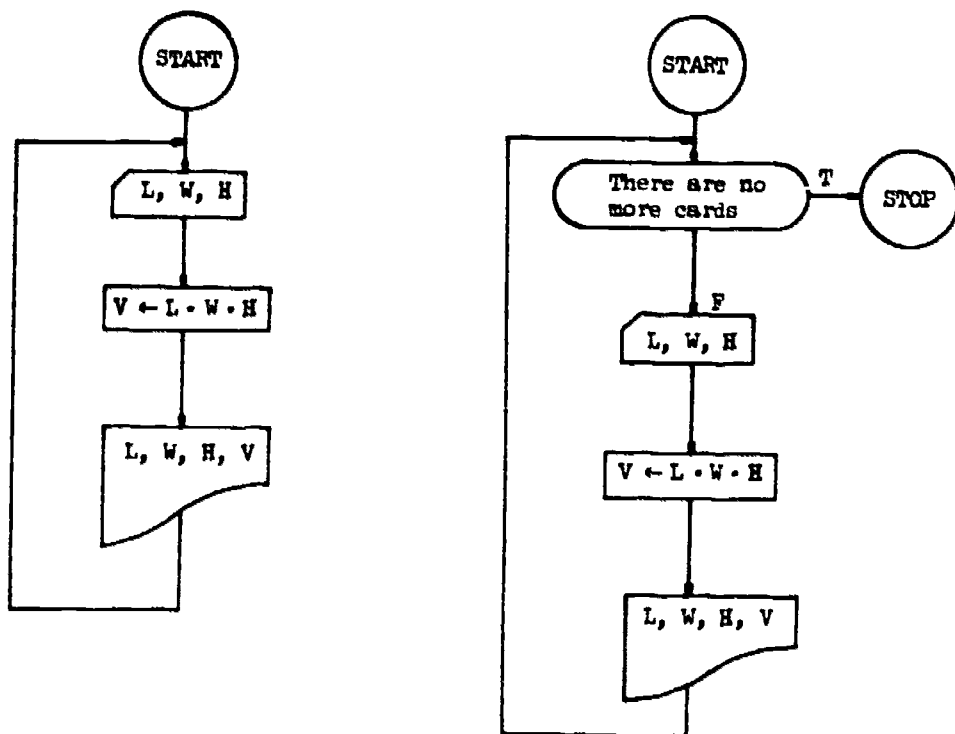 START
L, W, H
V ← L · W · H
L, W, H, V
START
There are no
more cards
T
STOP
F
L, W, H
V ← L · W · H
L, W, H, V